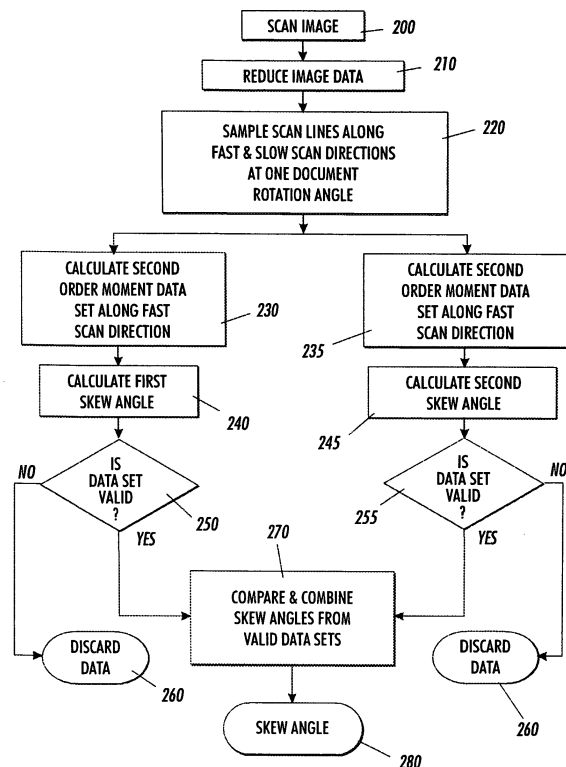 SCAN IMAGE
200
REDUCE IMAGE DATA
210
SAMPLE SCAN LINES ALONG
FAST & SLOW SCAN DIRECTIONS
AT ONE DOCUMENT
ROTATION ANGLE
220
CALCULATE SECOND
ORDER MOMENT DATA
SET ALONG FAST
SCAN DIRECTION
230
CALCULATE SECOND
ORDER MOMENT DATA
SET ALONG FAST
SCAN DIRECTION
235
CALCULATE FIRST
SKEW ANGLE
240
CALCULATE SECOND
SKEW ANGLE
245
NO
IS
DATA SET
VALID
?
250
YES
IS
DATA SET
VALID
?
255
NO
YES
270
COMPARE & COMBINE
SKEW ANGLES FROM
VALID DATA SETS
DISCARD
DATA
260
DISCARD
DATA
260
SKEW ANGLE
280